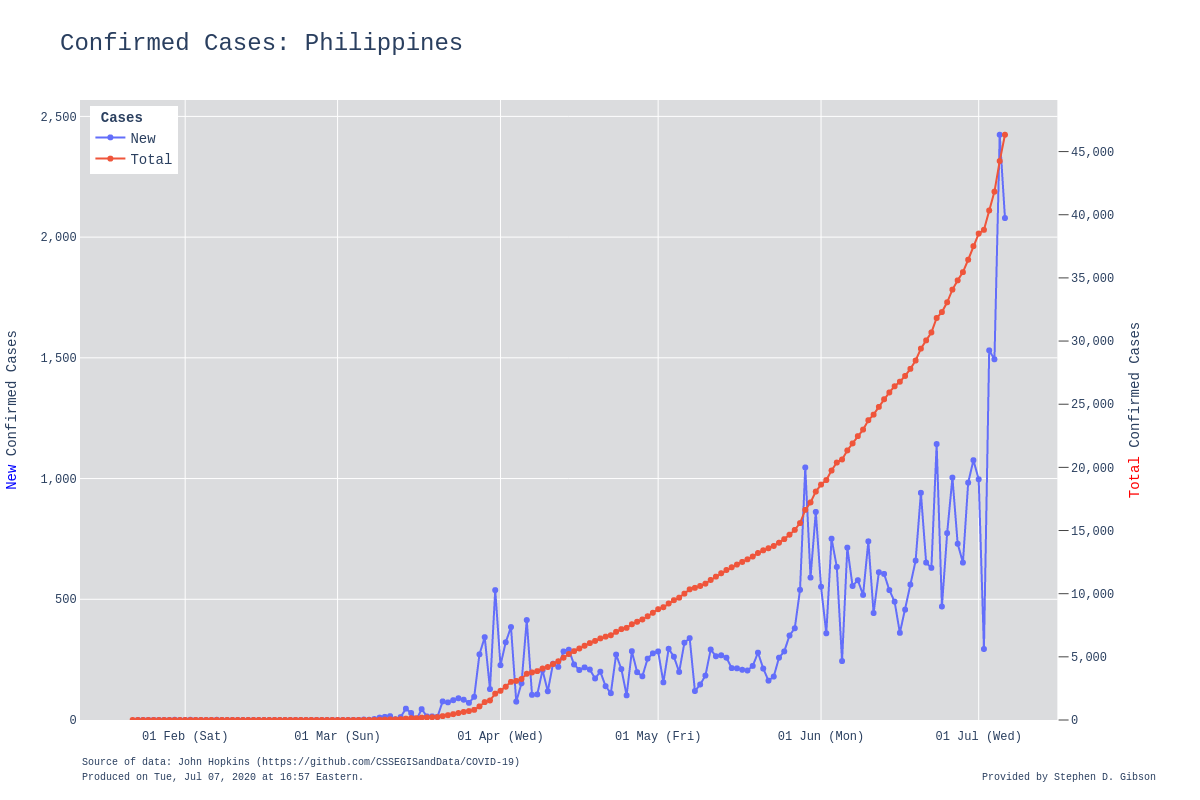 Confirmed Cases: Philippines
Cases
New
Total
2,500
2,000
1,500
1,000
500
0
45,000
40,000
35,000
30,000
25,000
20,000
15,000
10,000
5,000
0
New Confirmed Cases
Total Confirmed Cases
01 Feb (Sat)
01 Mar (Sun)
01 Apr (Wed)
01 May (Fri)
01 Jun (Mon)
01 Jul (Wed)
Source of data: John Hopkins (https://github.com/CSSEGISandData/COVID-19)
Produced on Tue, Jul 07, 2020 at 16:57 Eastern.
Provided by Stephen D. Gibson